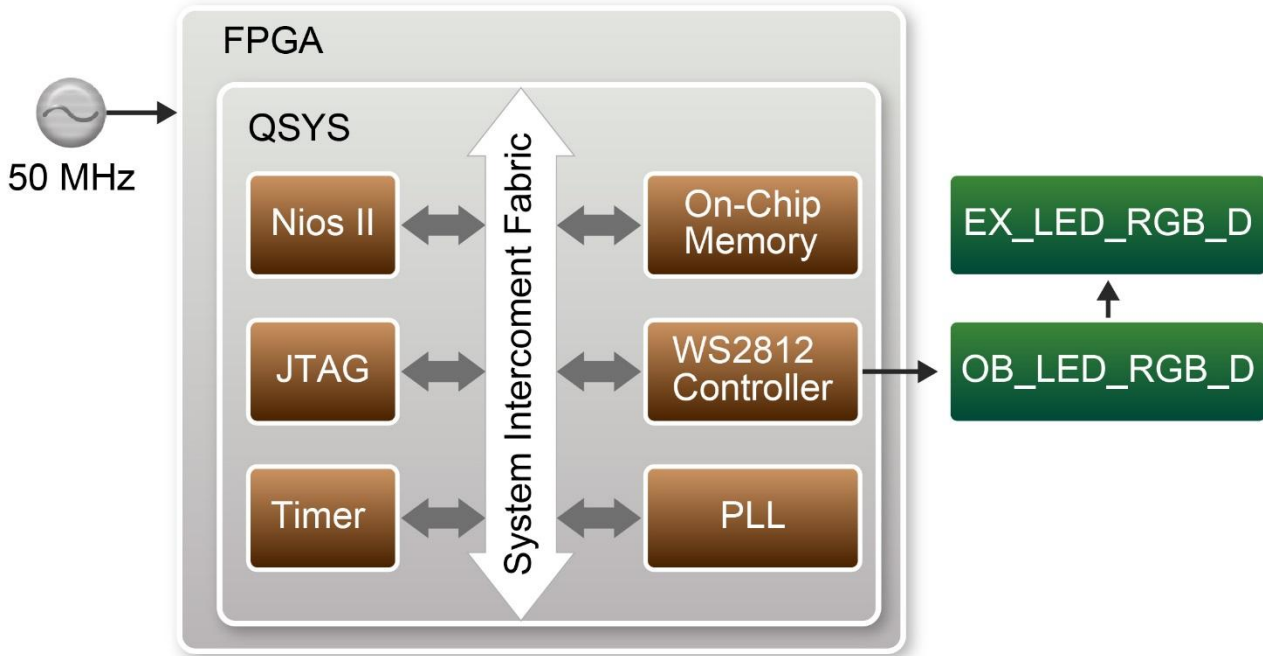 FPGA
50 MHz
QSYS
Nios II
JTAG
Timer
System Intercoment Fabric
On-Chip
Memory
WS2812
Controller
PLL
EX_LED_RGB_D
OB_LED_RGB_D